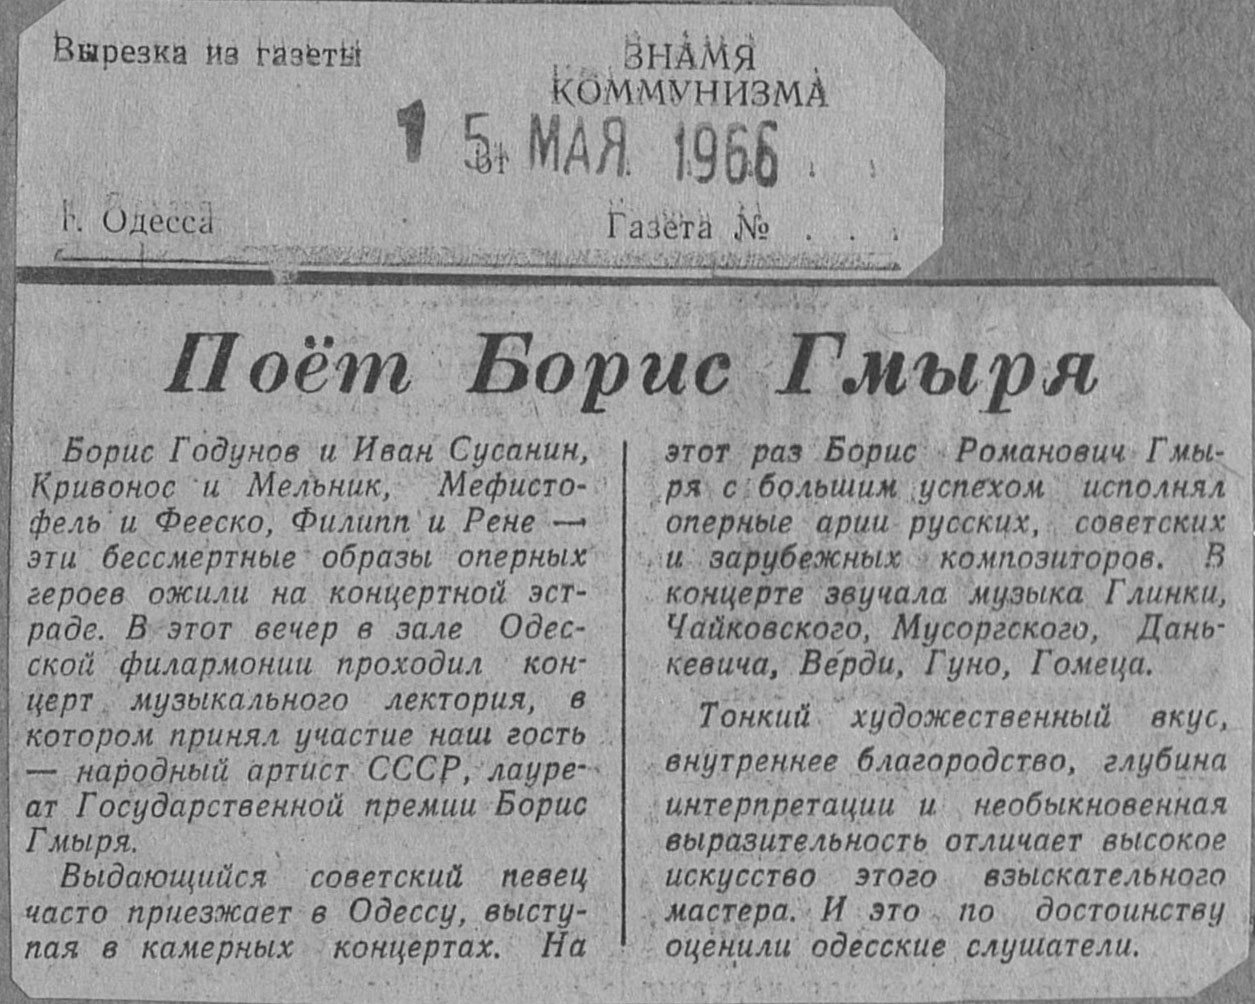 Вырезка из газеты
ЗНАМЯ
КОММУНИЗМА
от
15 МАЯ 1966 . .
г. Одесса
Газета № . . .
Поёт Борис Гмыря
Борис Годунов и Иван Сусанин,
Кривонос и Мельник, Мефисто-
фель и Фееско, Филипп и Рене —
эти бессмертные образы оперных
героев ожили на концертной эст-
раде. В этот вечер в зале Одес-
ской филармонии проходил кон-
церт музыкального лектория, в
котором принял участие наш гость
— народный артист СССР, лауре-
ат Государственной премии Борис
Гмыря.
Выдающийся советский певец
часто приезжает в Одессу, высту-
пая в камерных концертах. На
этот раз Борис Романович Гмы-
ря с большим успехом исполнял
оперные арии русских, советских
и зарубежных композиторов. В
концерте звучала музыка Глинки,
Чайковского, Мусоргского, Дань-
кевича, Верди, Гуно, Гомеца.
Тонкий художественный вкус,
внутреннее благородство, глубина
интерпретации и необыкновенная
выразительность отличает высокое
искусство этого взыскательного
мастера. И это по достоинству
оценили одесские слушатели.